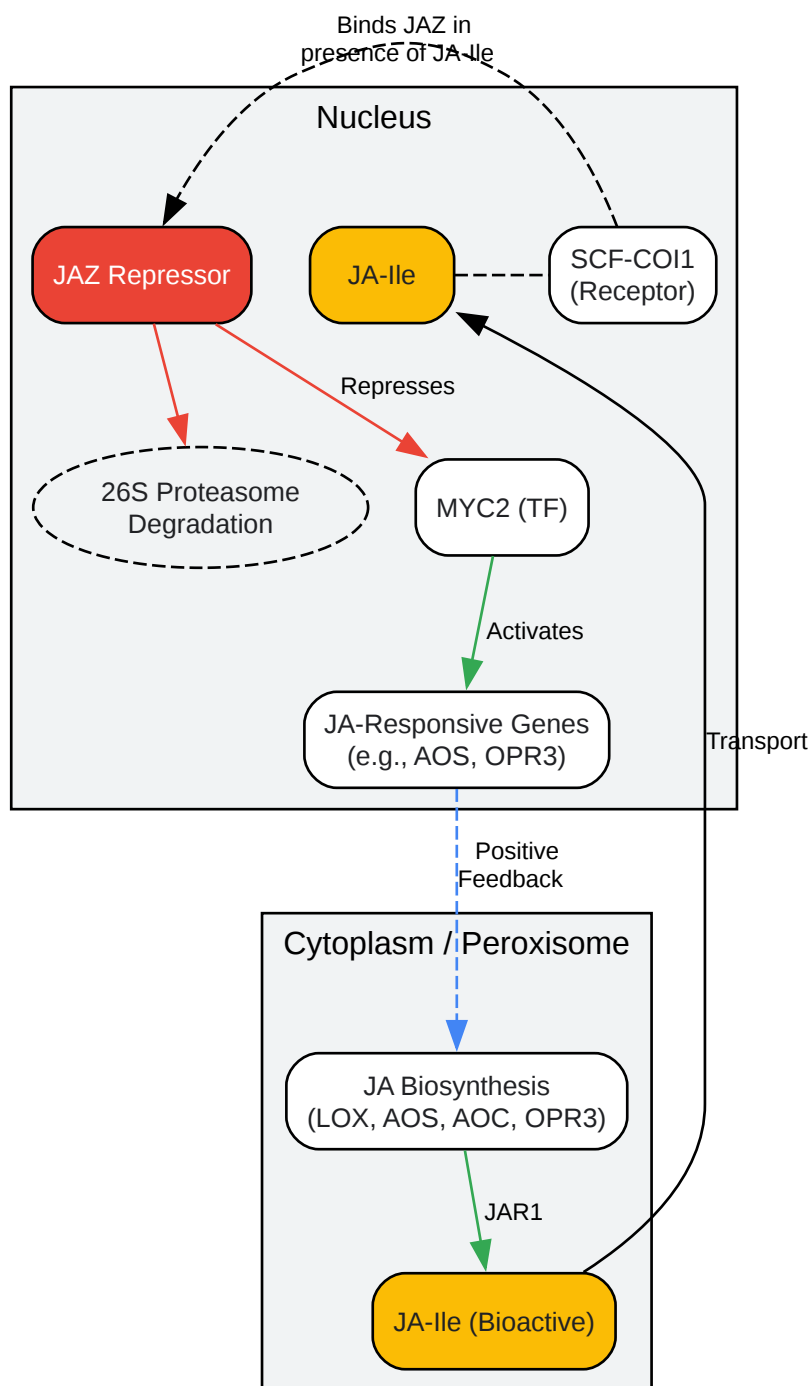 Binds JAZ in
presence of JA-Ile
Nucleus
JAZ Repressor
JA-Ile
SCF-COI1
(Receptor)
Represses
26S Proteasome
Degradation
MYC2 (TF)
Activates
JA-Responsive Genes
(e.g., AOS, OPR3)
Transport
Positive
Feedback
Cytoplasm / Peroxisome
JA Biosynthesis
(LOX, AOS, AOC, OPR3)
JAR1
JA-Ile (Bioactive)